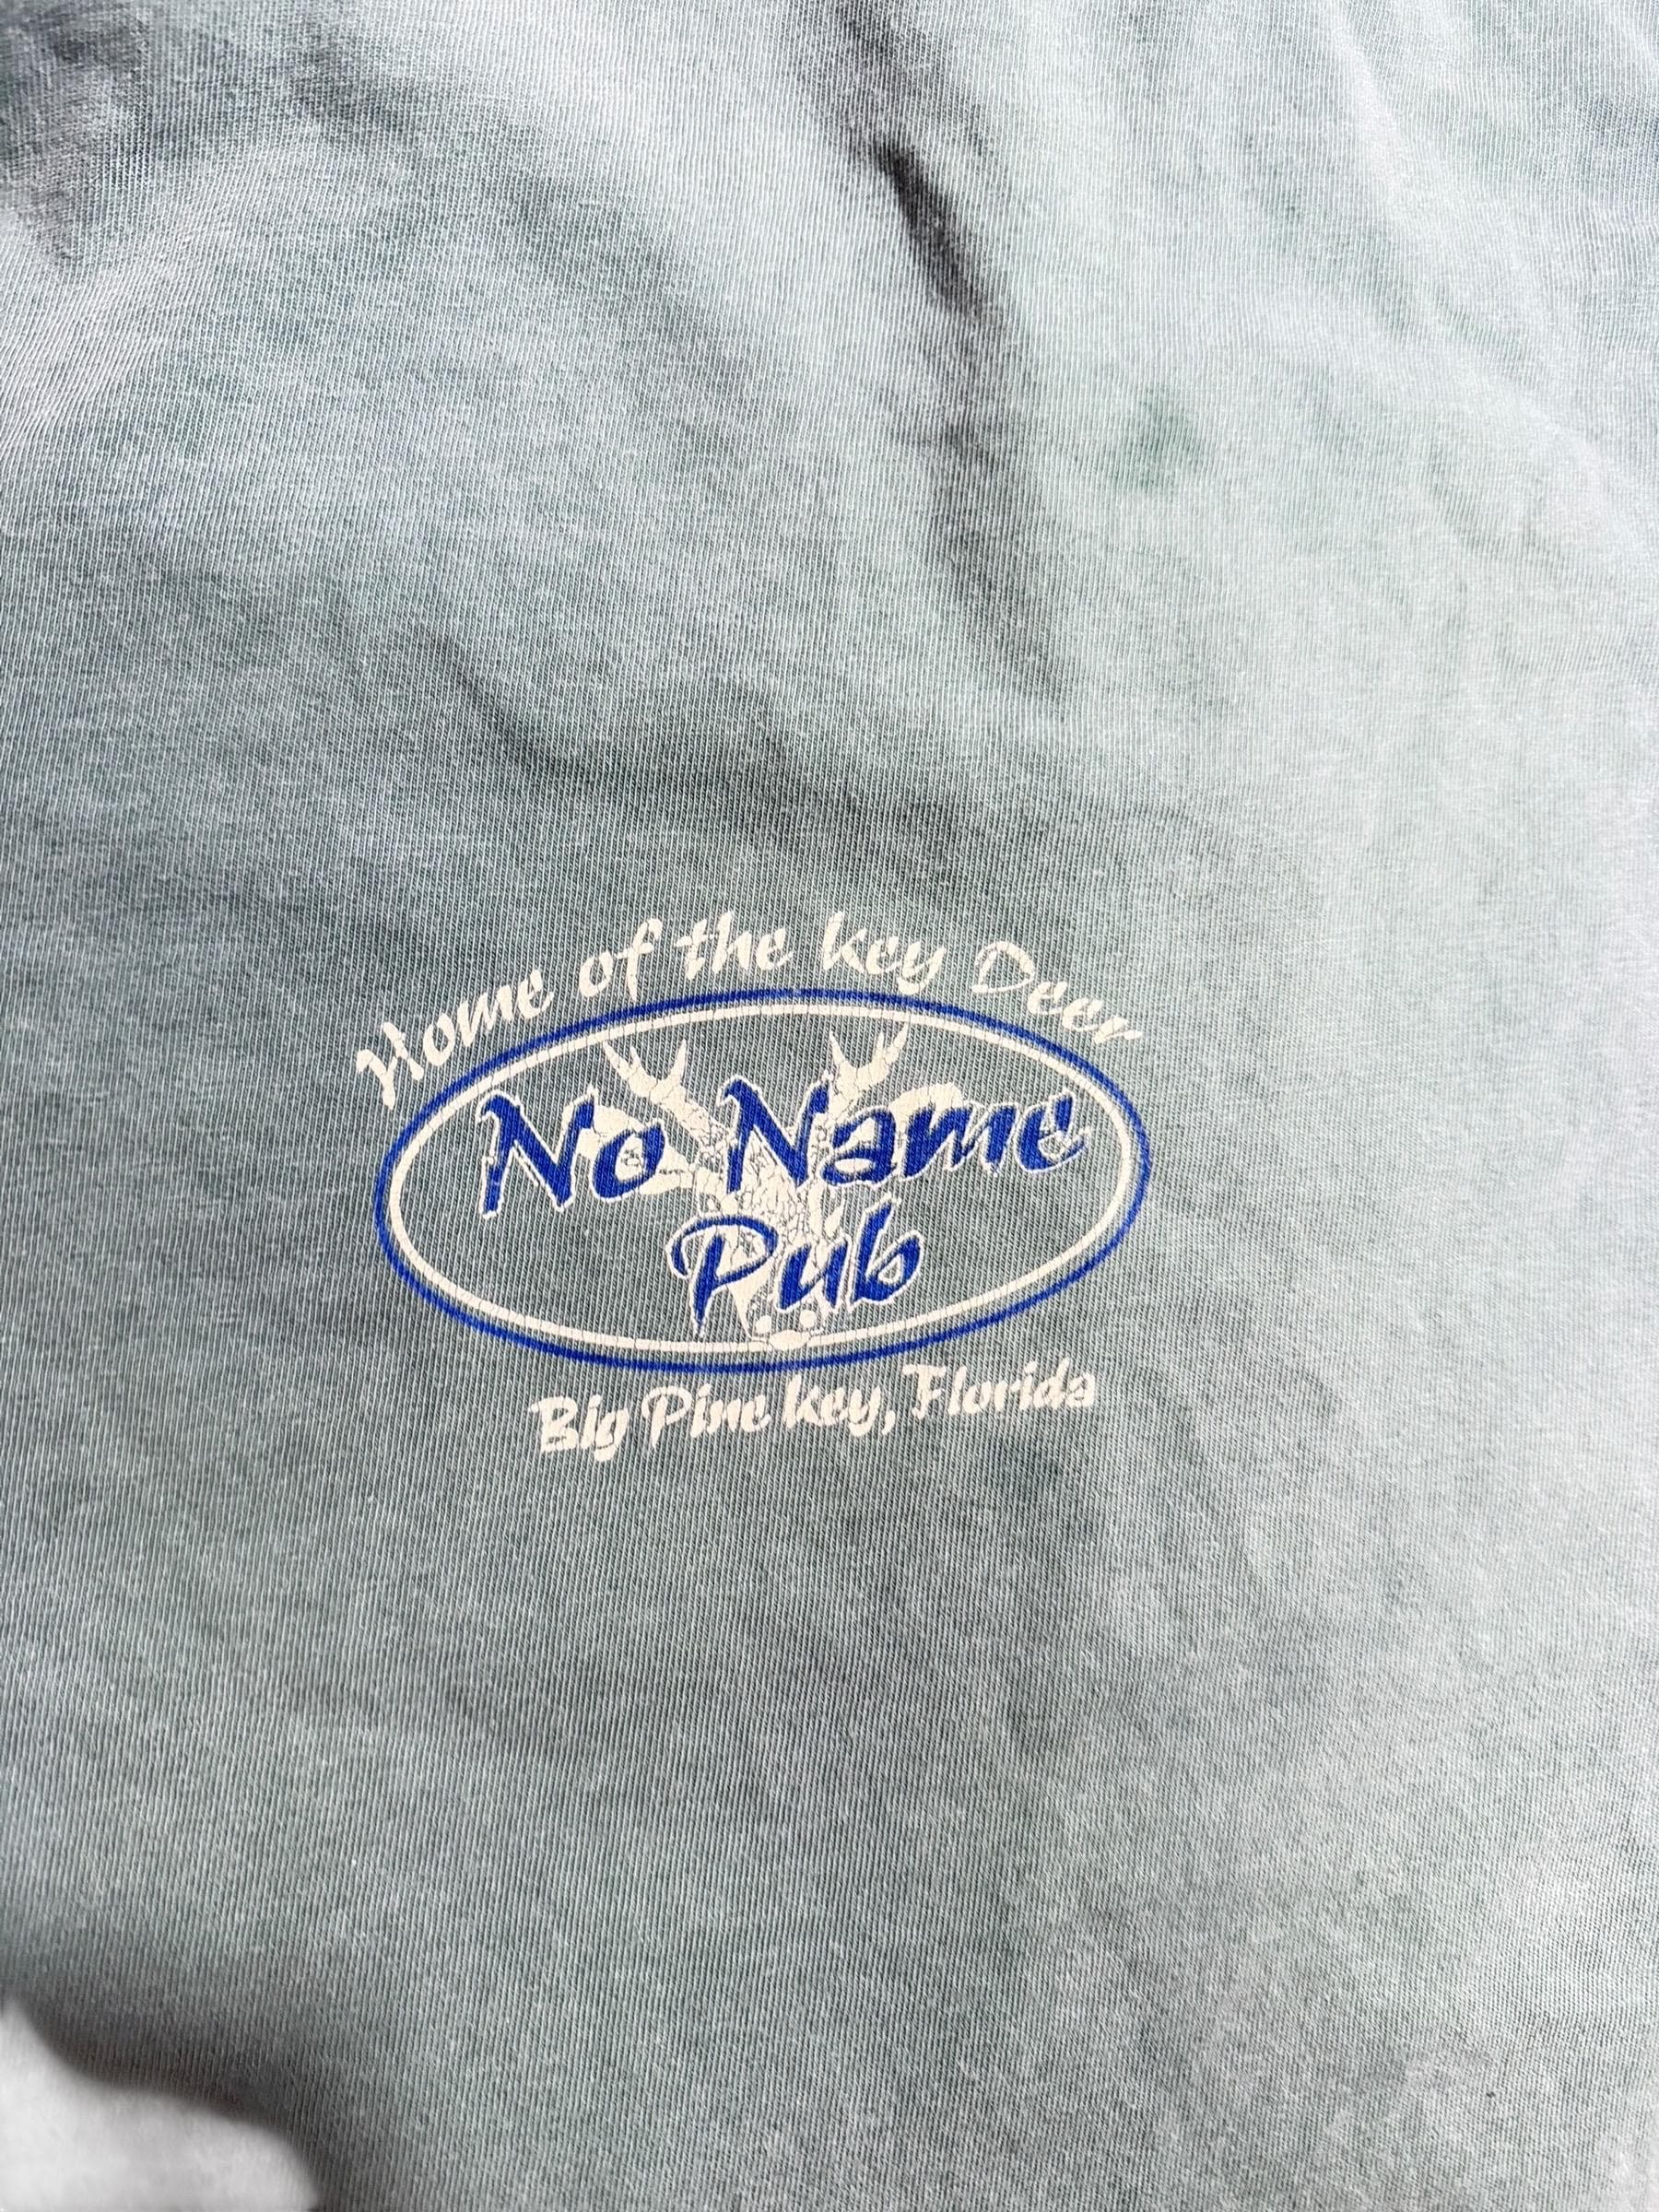 Home of the Key Deer
No Name
Pub
Big Pine Key, Florida